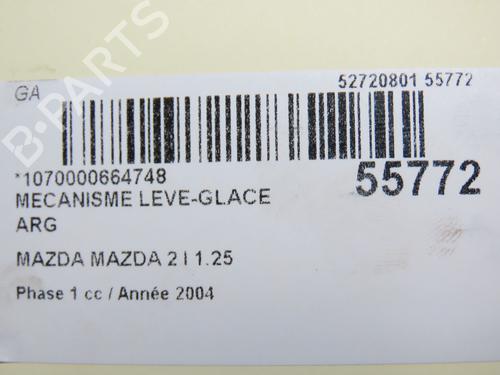 GA
52720801 55772
*1070000664748
55772
MECANISME LEVE-GLACE
ARG
MAZDA MAZDA 2 I 1.25
Phase 1 cc / Année 2004
B-PARTS